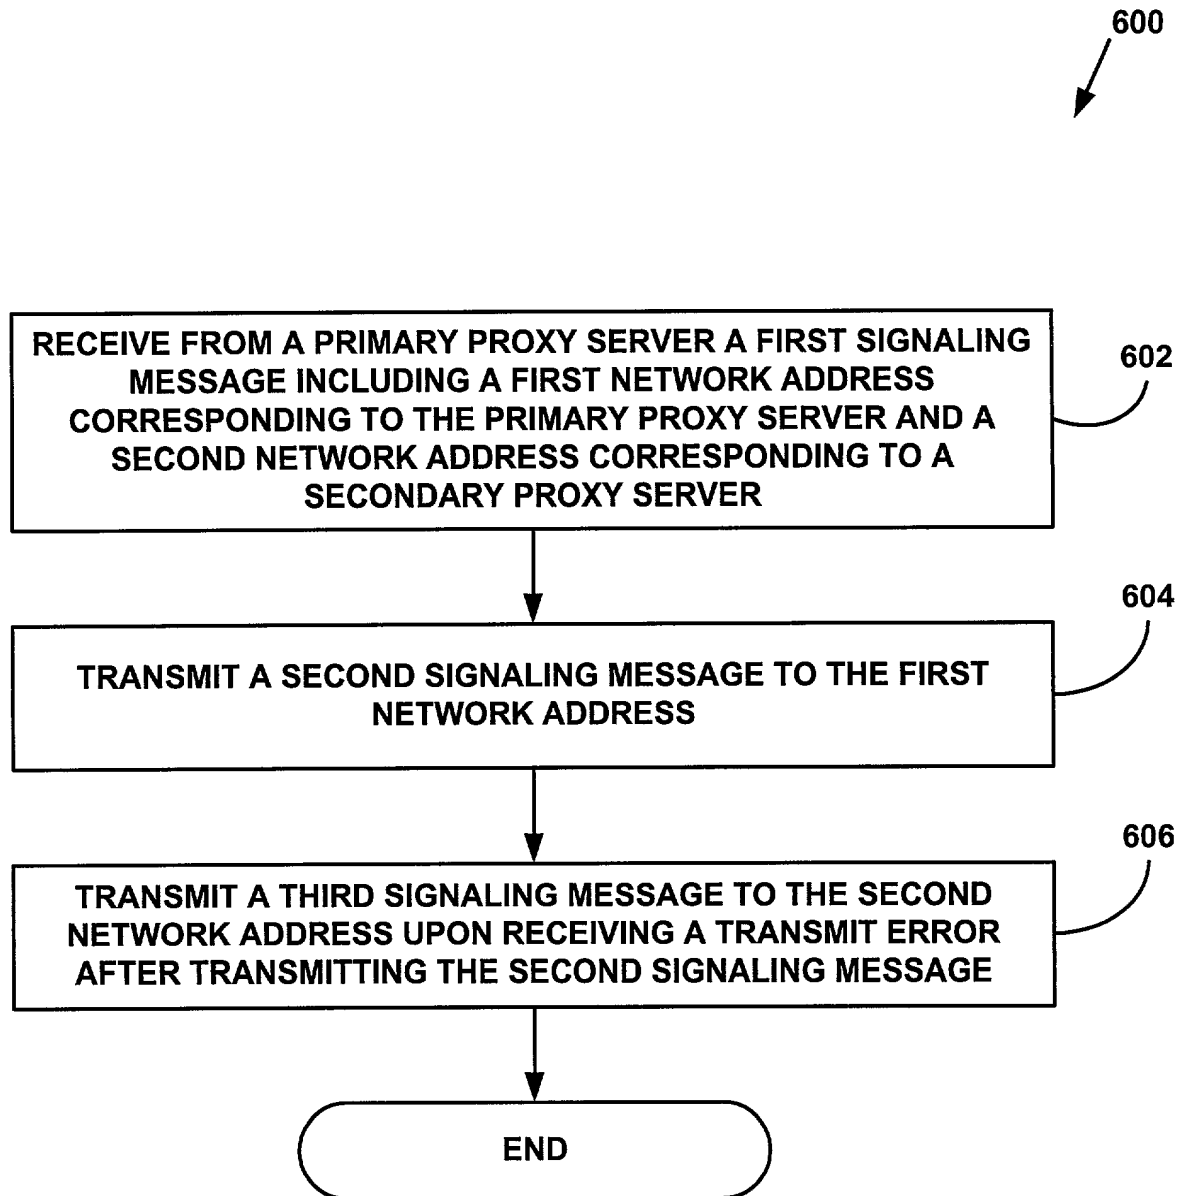 600
RECEIVE FROM A PRIMARY PROXY SERVER A FIRST SIGNALING
MESSAGE INCLUDING A FIRST NETWORK ADDRESS
CORRESPONDING TO THE PRIMARY PROXY SERVER AND A
SECOND NETWORK ADDRESS CORRESPONDING TO A
SECONDARY PROXY SERVER
602
TRANSMIT A SECOND SIGNALING MESSAGE TO THE FIRST
NETWORK ADDRESS
604
TRANSMIT A THIRD SIGNALING MESSAGE TO THE SECOND
NETWORK ADDRESS UPON RECEIVING A TRANSMIT ERROR
AFTER TRANSMITTING THE SECOND SIGNALING MESSAGE
606
END